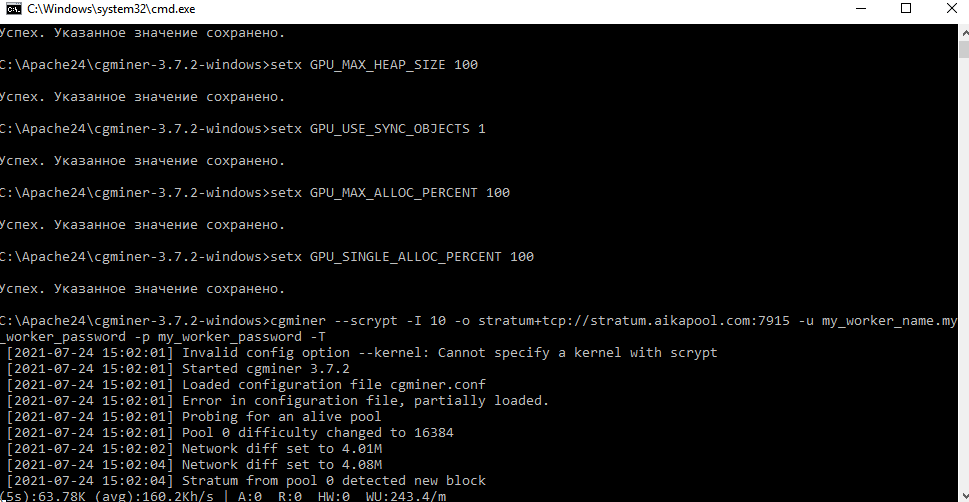 C:\Windows\system32\cmd.exe
Успех. Указанное значение сохранено.
C:\Apache24\cgminer-3.7.2-windows>setx GPU_MAX_HEAP_SIZE 100
Успех. Указанное значение сохранено.
C:\Apache24\cgminer-3.7.2-windows>setx GPU_USE_SYNC_OBJECTS 1
Успех. Указанное значение сохранено.
C:\Apache24\cgminer-3.7.2-windows>setx GPU_MAX_ALLOC_PERCENT 100
Успех. Указанное значение сохранено.
C:\Apache24\cgminer-3.7.2-windows>setx GPU_SINGLE_ALLOC_PERCENT 100
Успех. Указанное значение сохранено.
C:\Apache24\cgminer-3.7.2-windows>cgminer --scrypt -I 10 -o stratum+tcp://stratum.aikapool.com:7915 -u my_worker_name.my
_worker_password -p my_worker_password -T
[2021-07-24 15:02:01] Invalid config option --kernel: Cannot specify a kernel with scrypt
[2021-07-24 15:02:01] Started cgminer 3.7.2
[2021-07-24 15:02:01] Loaded configuration file cgminer.conf
[2021-07-24 15:02:01] Error in configuration file, partially loaded.
[2021-07-24 15:02:01] Probing for an alive pool
[2021-07-24 15:02:01] Pool 0 difficulty changed to 16384
[2021-07-24 15:02:02] Network diff set to 4.01M
[2021-07-24 15:02:04] Network diff set to 4.08M
[2021-07-24 15:02:04] Stratum from pool 0 detected new block
(5s):63.78K (avg):160.2Kh/s | A:0 R:0 HW:0 WU:243.4/m